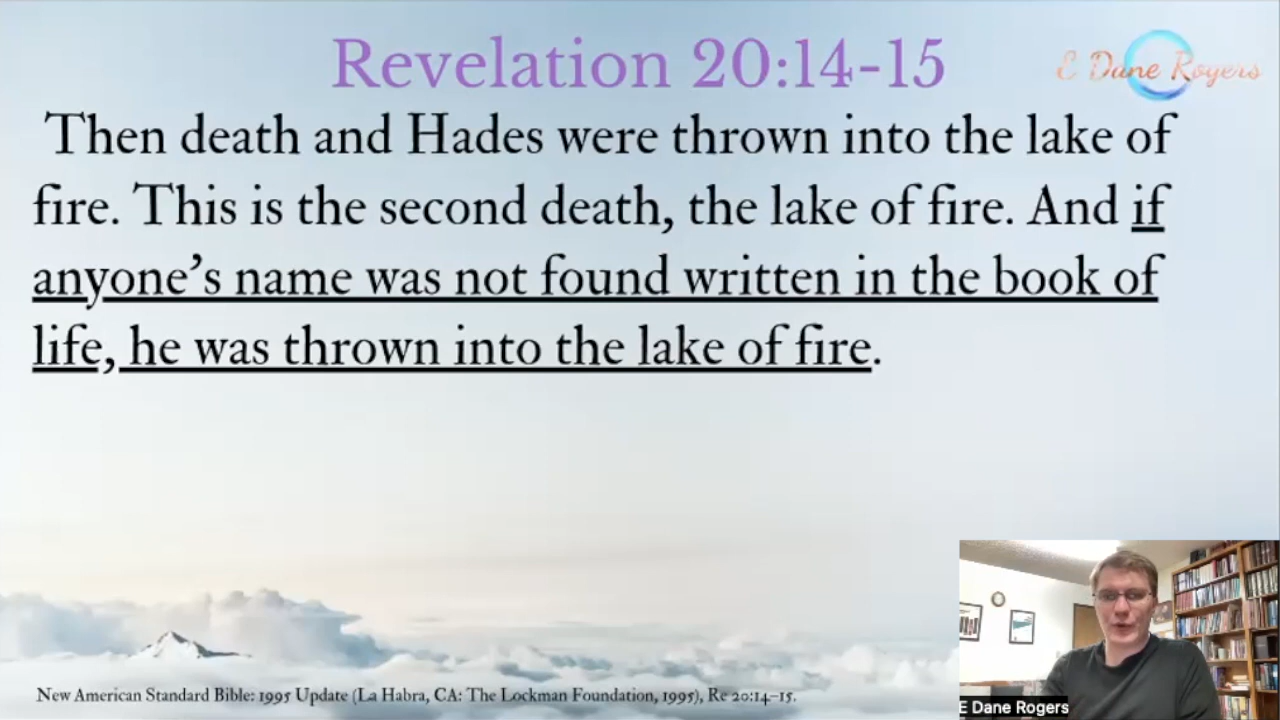 Revelation 20:14-15
E Dane Rogers
Then death and Hades were thrown into the lake of
fire. This is the second death, the lake of fire. And if
anyone's name was not found written in the book of
life, he was thrown into the lake of fire.
New American Standard Bible: 1995 Update (La Habra, CA: The Lockman Foundation, 1995), Re 20:14–15.
E Dane Rogers